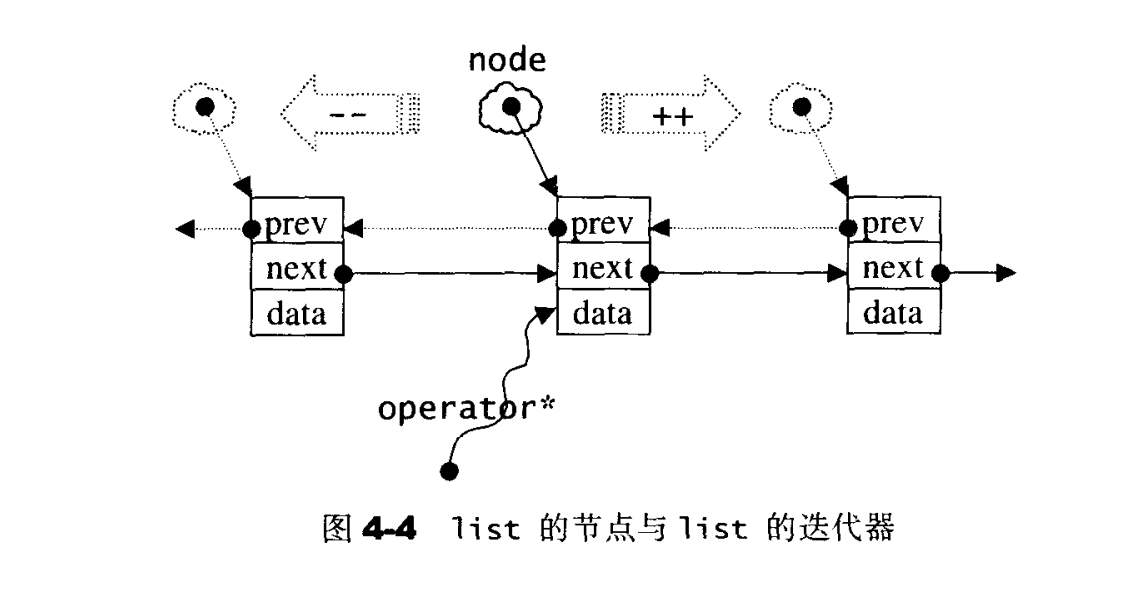 node
-- ++
prev prev prev
next next next
data data data
operator*
图 4-4 list 的节点与 list 的迭代器